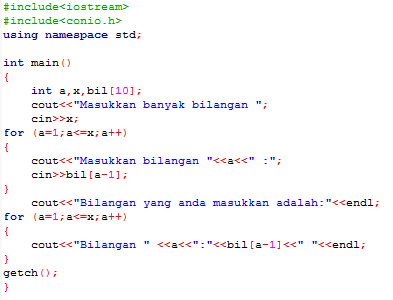 #include<iostream>
#include<conio.h>
using namespace std;
int main()
{
int a,x,bil[10];
cout<<"Masukkan banyak bilangan ";
cin>>x;
for (a=1;a<=x;a++)
{
cout<<"Masukkan bilangan "<<a<<" :";
cin>>bil[a-1];
}
cout<<"Bilangan yang anda masukkan adalah:"<<endl;
for (a=1;a<=x;a++)
{
cout<<"Bilangan " <<a<<":"<<bil[a-1]<<" "<<endl;
}
getch();
}